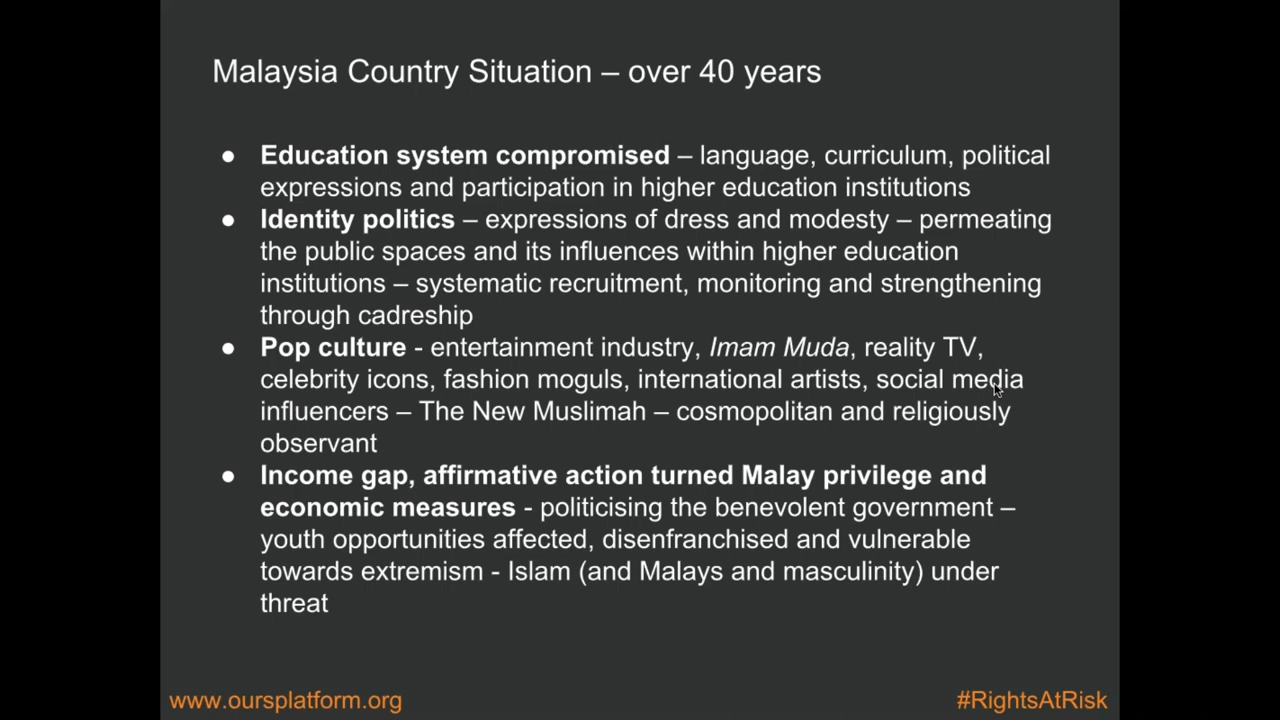 Malaysia Country Situation – over 40 years
● Education system compromised – language, curriculum, political
expressions and participation in higher education institutions
● Identity politics – expressions of dress and modesty – permeating
the public spaces and its influences within higher education
institutions – systematic recruitment, monitoring and strengthening
through cadreship
● Pop culture - entertainment industry, Imam Muda, reality TV,
celebrity icons, fashion moguls, international artists, social media
influencers – The New Muslimah – cosmopolitan and religiously
observant
● Income gap, affirmative action turned Malay privilege and
economic measures - politicising the benevolent government –
youth opportunities affected, disenfranchised and vulnerable
towards extremism - Islam (and Malays and masculinity) under
threat
www.oursplatform.org
#RightsAtRisk